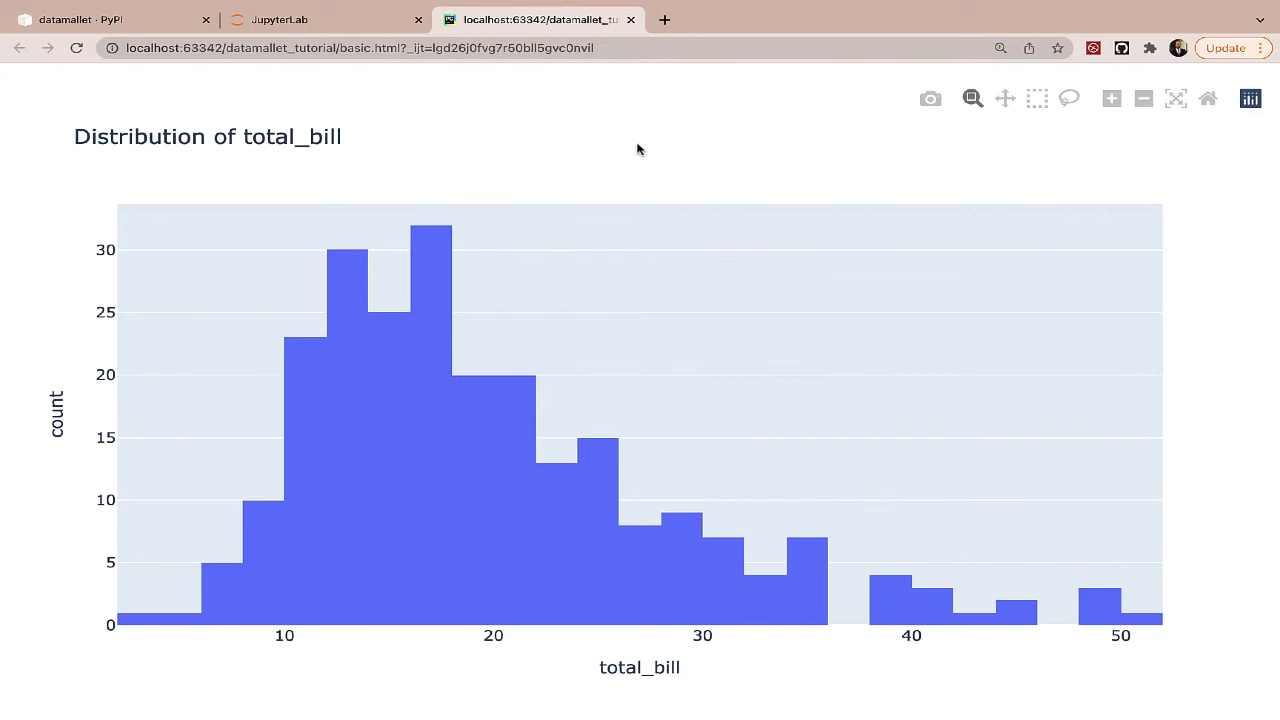 datamallet · PyPI
JupyterLab
localhost:63342/datamallet_tu
localhost:63342/datamallet_tutorial/basic.html?_ijt=lgd26j0fvg7r50bll5gvc0nvil
Update
Distribution of total_bill
30
25
20
15
10
5
0
count
10 20 30 40 50
total_bill